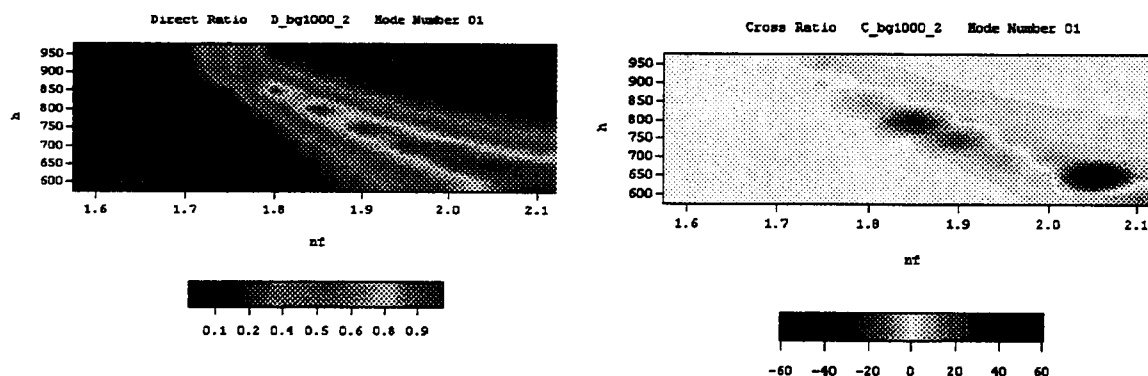 Direct Ratio D_bg1000_2 Mode Number 01
950
900
850
800
750
700
650
600
h
1.6 1.7 1.8 1.9 2.0 2.1
nf
0.1 0.2 0.4 0.5 0.6 0.8 0.9
Cross Ratio C_bg1000_2 Mode Number 01
950
900
850
800
750
700
650
600
h
1.6 1.7 1.8 1.9 2.0 2.1
nf
-60 -40 -20 0 20 40 60